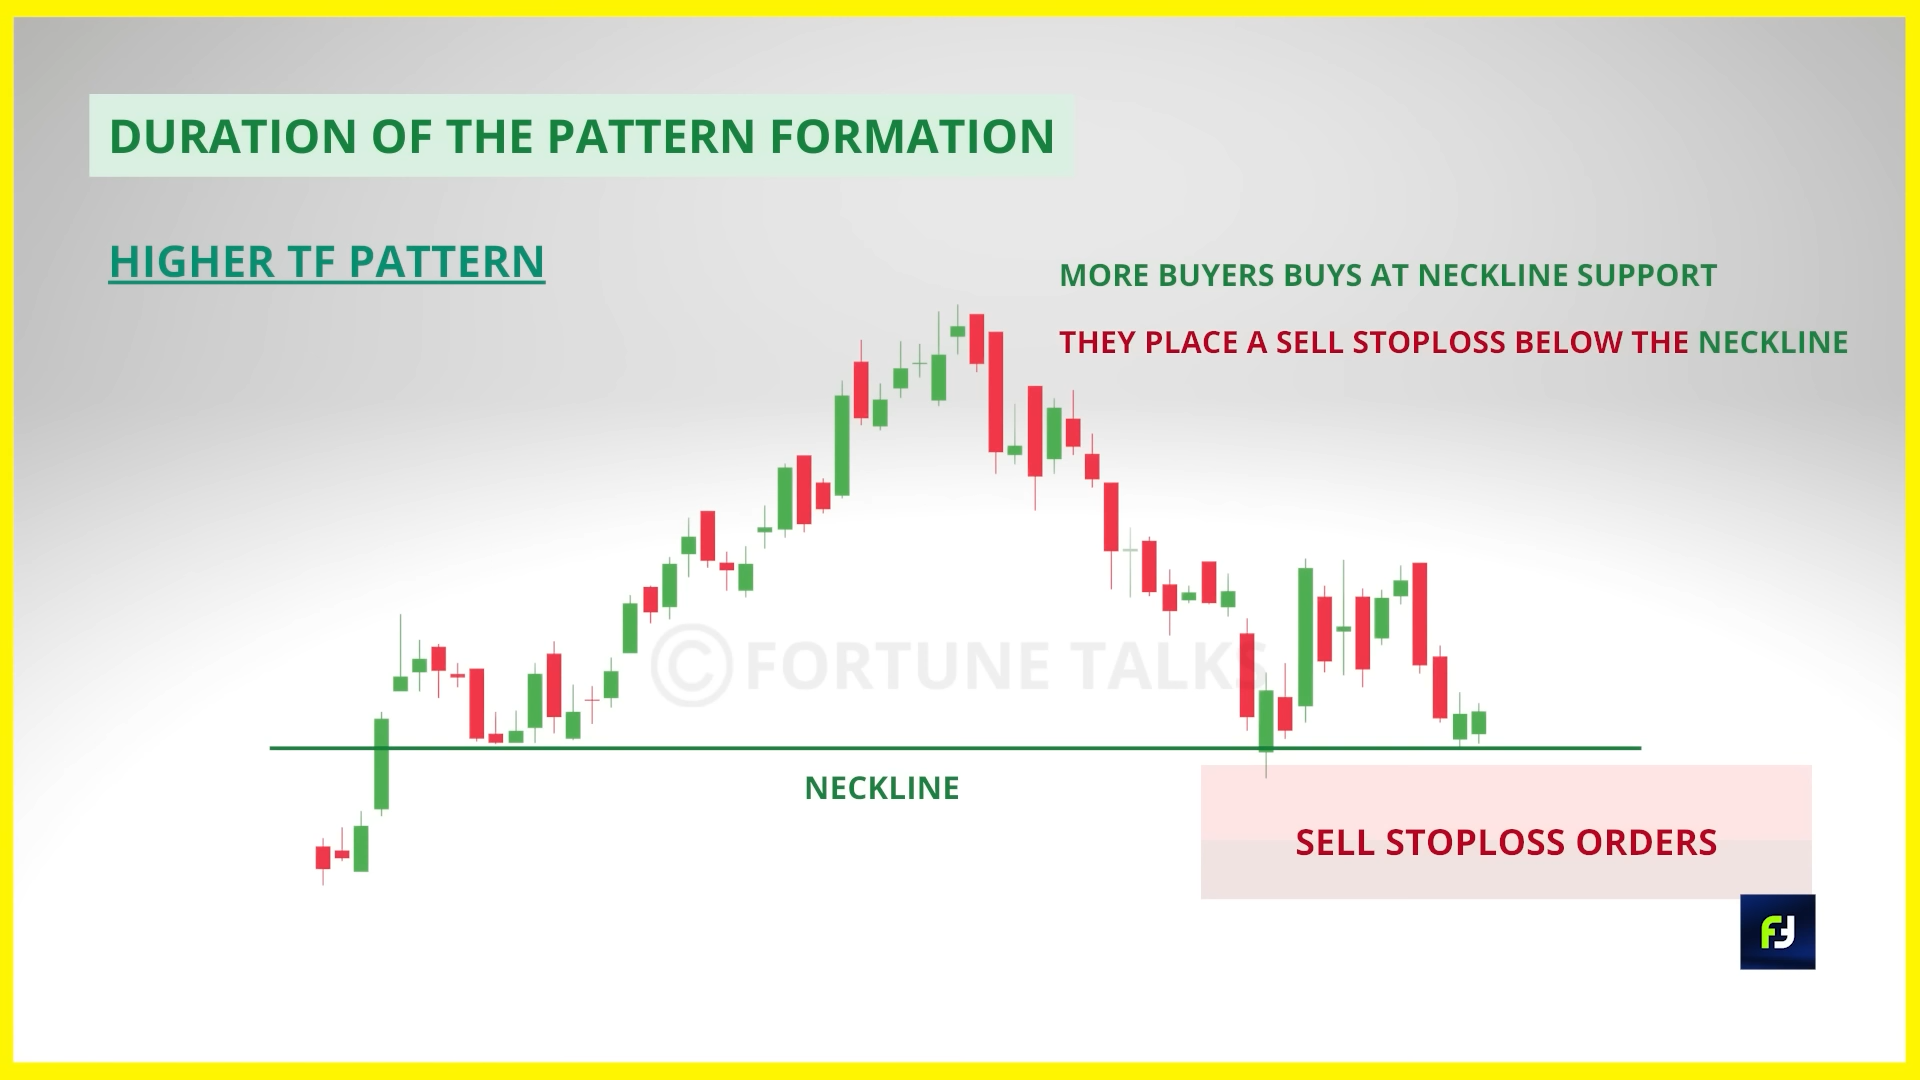 DURATION OF THE PATTERN FORMATION
HIGHER TF PATTERN
MORE BUYERS BUYS AT NECKLINE SUPPORT
THEY PLACE A SELL STOPLOSS BELOW THE NECKLINE
© FORTUNE TALKS
NECKLINE
SELL STOPLOSS ORDERS